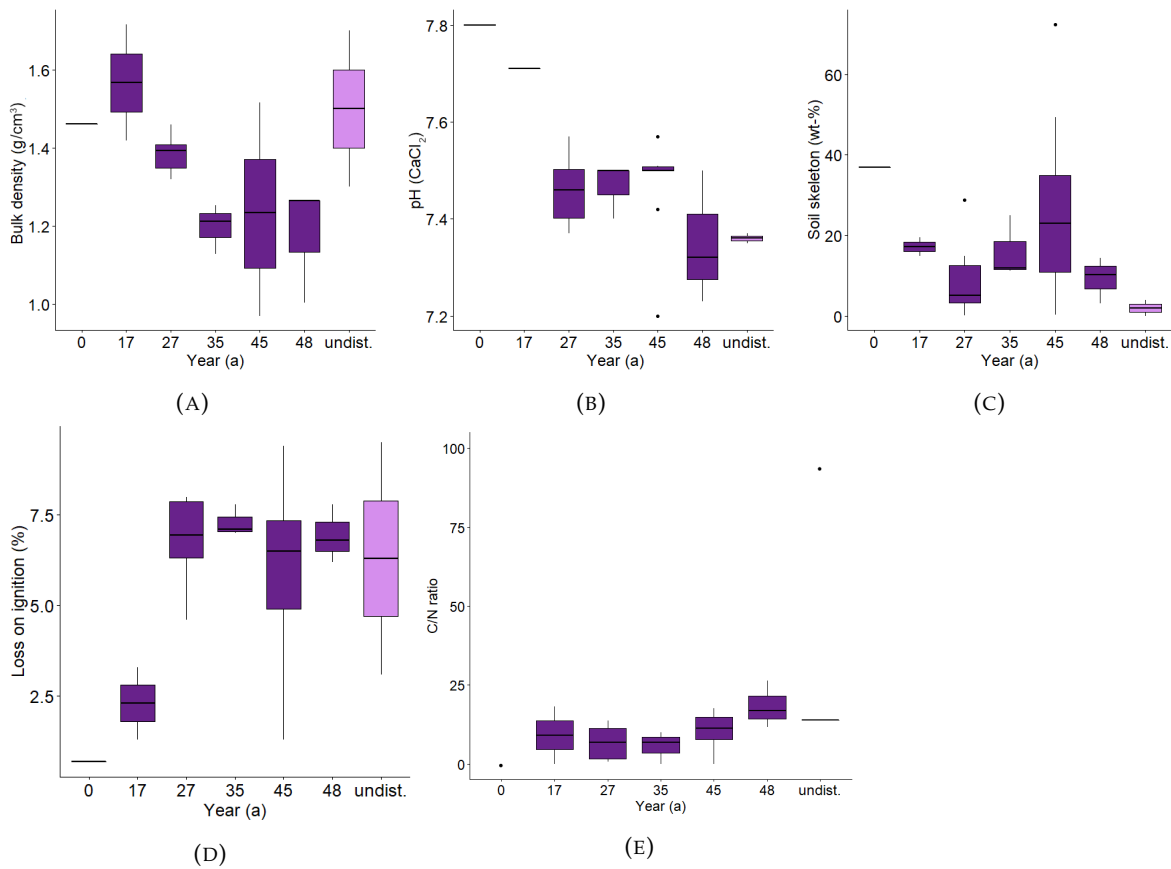 Bulk density (g/cm³)
1.6
1.4
1.2
1.0
0 17 27 35 45 48 undist.
Year (a)
(A)
pH (CaCl₂)
7.8
7.6
7.4
7.2
0 17 27 35 45 48 undist.
Year (a)
(B)
Soil skeleton (wt-%)
60
40
20
0
0 17 27 35 45 48 undist.
Year (a)
(C)
Loss on ignition (%)
7.5
5.0
2.5
0 17 27 35 45 48 undist.
Year (a)
(D)
C/N ratio
100
75
50
25
0
0 17 27 35 45 48 undist.
Year (a)
(E)